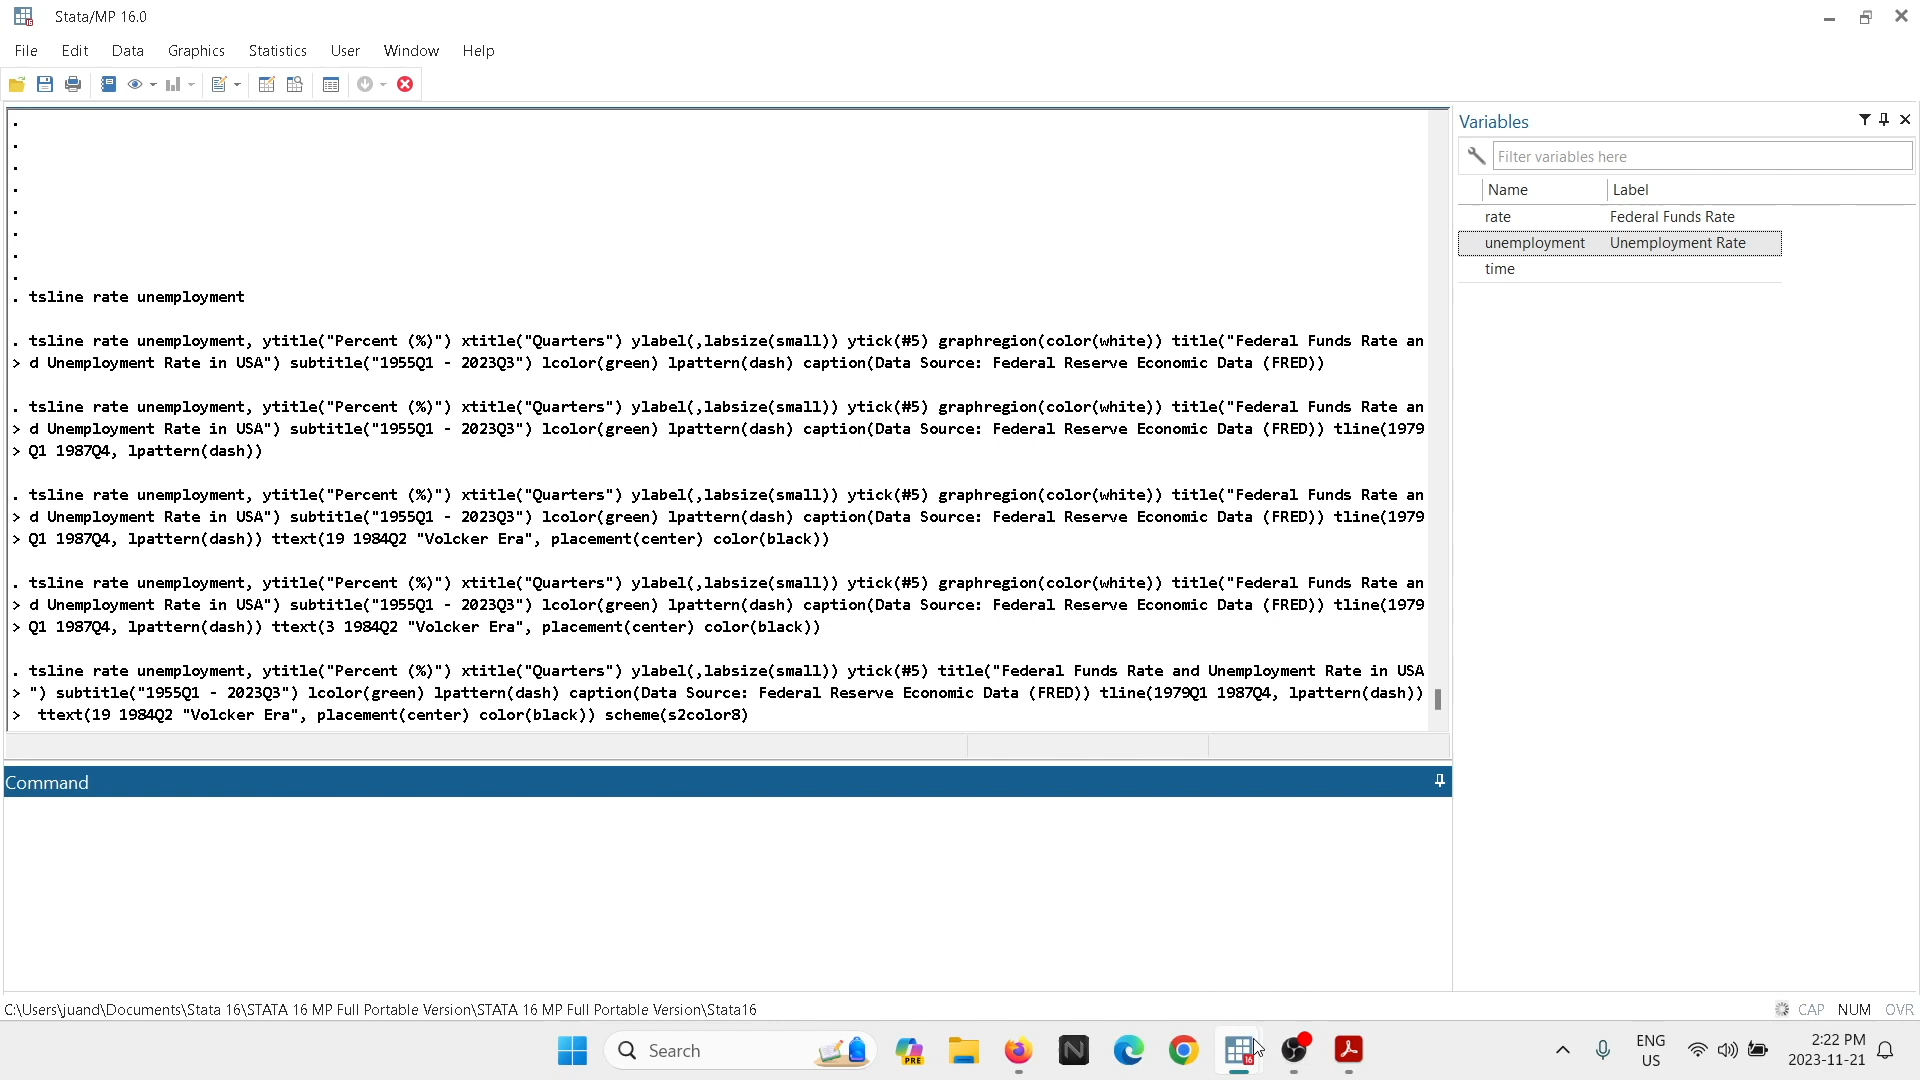 Stata/MP 16.0
File Edit Data Graphics Statistics User Window Help
.
.
.
.
.
.
.
.
. tsline rate unemployment
. tsline rate unemployment, ytitle("Percent (%)") xtitle("Quarters") ylabel(,labsize(small)) ytick(#5) graphregion(color(white)) title("Federal Funds Rate an
> d Unemployment Rate in USA") subtitle("1955Q1 - 2023Q3") lcolor(green) lpattern(dash) caption(Data Source: Federal Reserve Economic Data (FRED))
. tsline rate unemployment, ytitle("Percent (%)") xtitle("Quarters") ylabel(,labsize(small)) ytick(#5) graphregion(color(white)) title("Federal Funds Rate an
> d Unemployment Rate in USA") subtitle("1955Q1 - 2023Q3") lcolor(green) lpattern(dash) caption(Data Source: Federal Reserve Economic Data (FRED)) tline(1979
> Q1 1987Q4, lpattern(dash))
. tsline rate unemployment, ytitle("Percent (%)") xtitle("Quarters") ylabel(,labsize(small)) ytick(#5) graphregion(color(white)) title("Federal Funds Rate an
> d Unemployment Rate in USA") subtitle("1955Q1 - 2023Q3") lcolor(green) lpattern(dash) caption(Data Source: Federal Reserve Economic Data (FRED)) tline(1979
> Q1 1987Q4, lpattern(dash)) ttext(19 1984Q2 "Volcker Era", placement(center) color(black))
. tsline rate unemployment, ytitle("Percent (%)") xtitle("Quarters") ylabel(,labsize(small)) ytick(#5) graphregion(color(white)) title("Federal Funds Rate an
> d Unemployment Rate in USA") subtitle("1955Q1 - 2023Q3") lcolor(green) lpattern(dash) caption(Data Source: Federal Reserve Economic Data (FRED)) tline(1979
> Q1 1987Q4, lpattern(dash)) ttext(3 1984Q2 "Volcker Era", placement(center) color(black))
. tsline rate unemployment, ytitle("Percent (%)") xtitle("Quarters") ylabel(,labsize(small)) ytick(#5) title("Federal Funds Rate and Unemployment Rate in USA
> ") subtitle("1955Q1 - 2023Q3") lcolor(green) lpattern(dash) caption(Data Source: Federal Reserve Economic Data (FRED)) tline(1979Q1 1987Q4, lpattern(dash))
>  ttext(19 1984Q2 "Volcker Era", placement(center) color(black)) scheme(s2color8)
Variables
Filter variables here
Name Label
rate Federal Funds Rate
unemployment Unemployment Rate
time
Command
C:\Users\juand\Documents\Stata 16\STATA 16 MP Full Portable Version\STATA 16 MP Full Portable Version\Stata16
CAP NUM OVR
Search
PRE
N
16
ENG
US
2:22 PM
2023-11-21